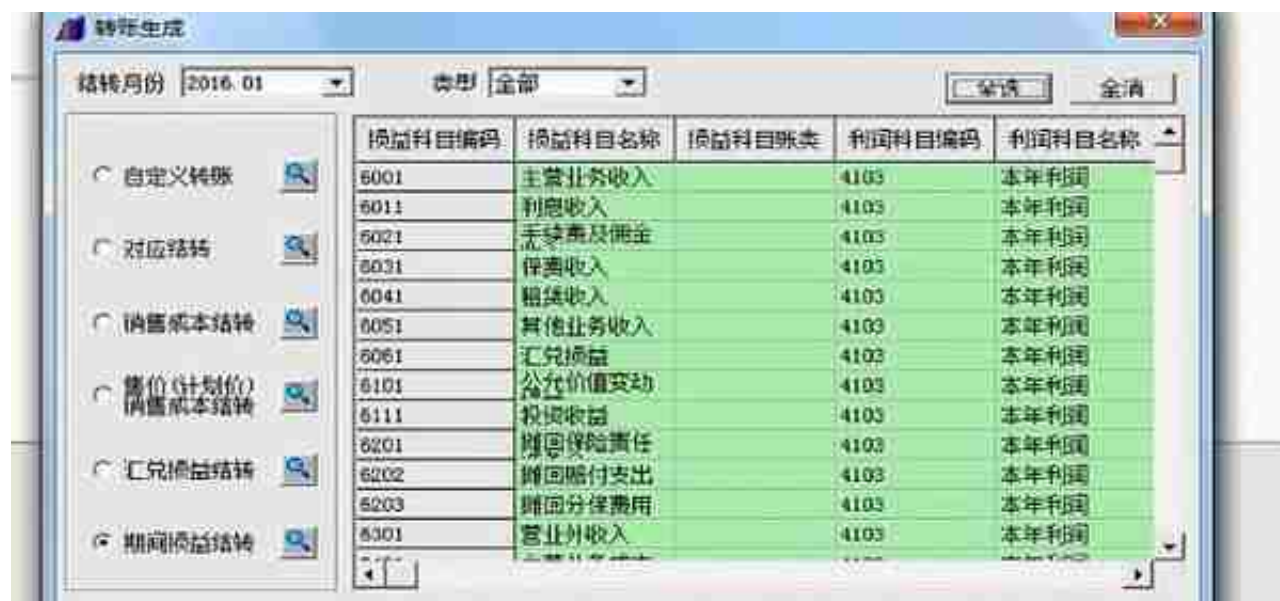 转账生成
结转月份 2016.01 类型 全部 全选 全消
损益科目编码 损益科目名称 损益科目账类 利润科目编码 利润科目名称
自定义转账
对应结转
销售成本结转
售价(计划价)
销售成本结转
汇兑损益结转
期间损益结转
6001 主营业务收入 4103 本年利润
6011 利息收入 4103 本年利润
6021 手续费及佣金 4103 本年利润
6031 保费收入 4103 本年利润
6041 租赁收入 4103 本年利润
6051 其他业务收入 4103 本年利润
6061 汇兑损益 4103 本年利润
6101 公允价值变动 4103 本年利润
6111 投资收益 4103 本年利润
6201 摊回保险责任 4103 本年利润
6202 摊回赔付支出 4103 本年利润
6203 摊回分保费用 4103 本年利润
6301 营业外收入 4103 本年利润